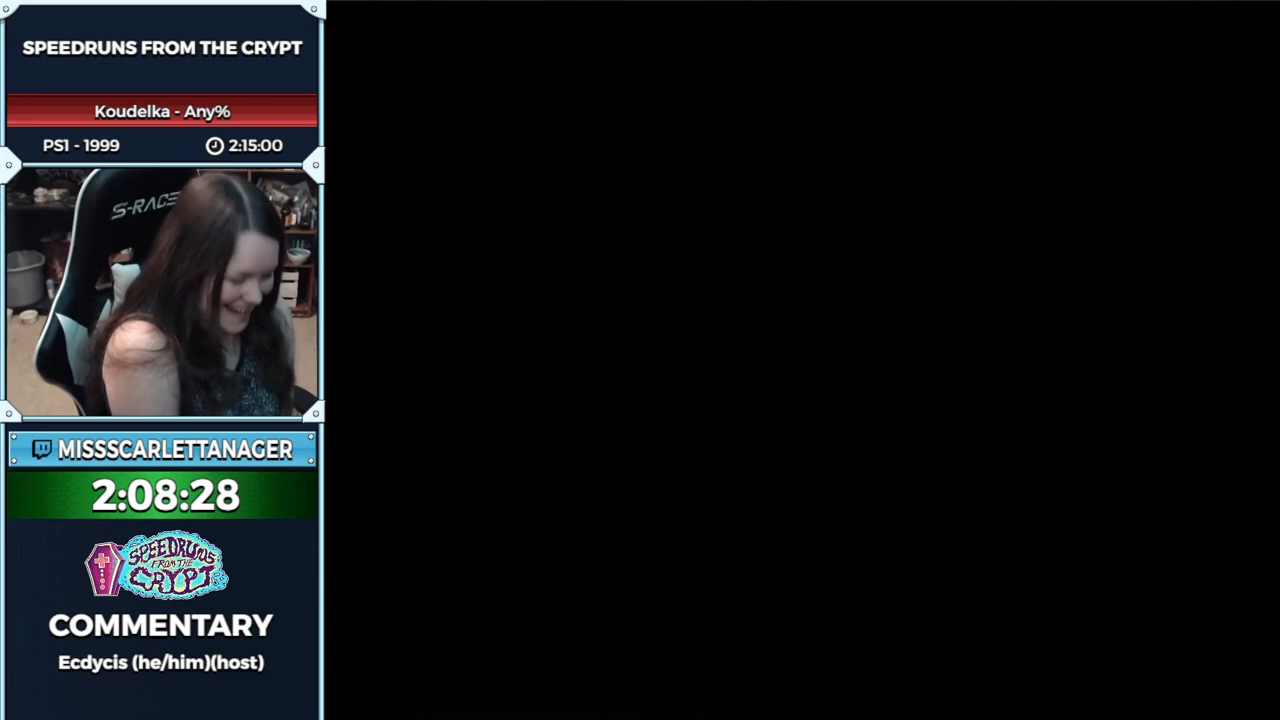 SPEEDRUNS FROM THE CRYPT
Koudelka - Any%
PS1 - 1999
2:15:00
S-RACE
MISSSCARLETTANAGER
2:08:28
SPEEDRUNS
FROM THE
CRYPT
COMMENTARY
Ecdycis (he/him)(host)